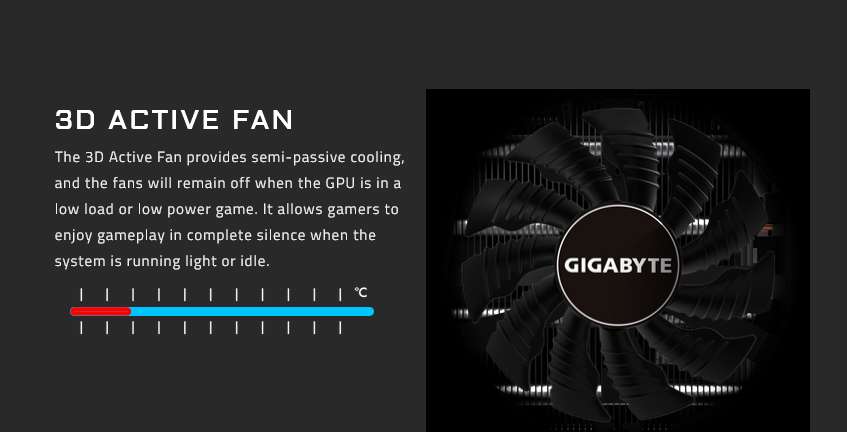 3D ACTIVE FAN
The 3D Active Fan provides semi-passive cooling,
and the fans will remain off when the GPU is in a
low load or low power game. It allows gamers to
enjoy gameplay in complete silence when the
system is running light or idle.
℃
GIGABYTE